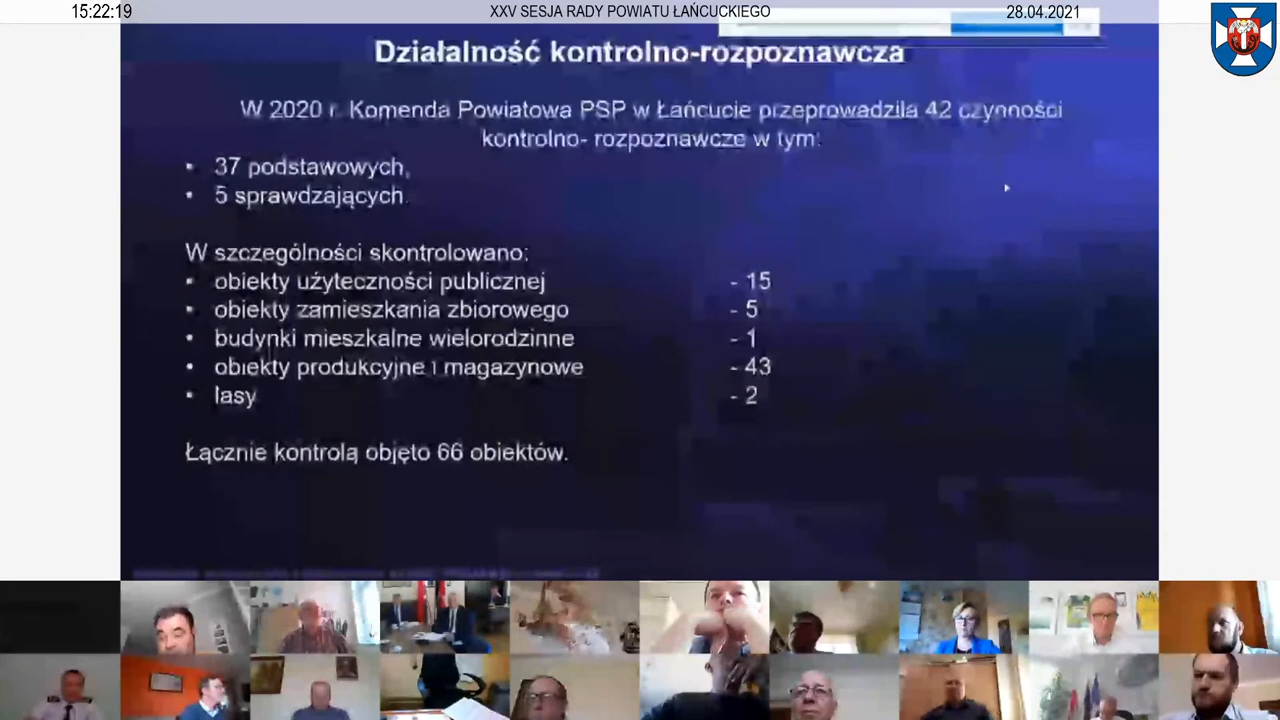 15:22:19 XXV SESJA RADY POWIATU ŁAŃCUCKIEGO 28.04.2021
Działalność kontrolno-rozpoznawcza
W 2020 r. Komenda Powiatowa PSP w Łańcucie przeprowadziła 42 czynności
kontrolno- rozpoznawcze w tym:
• 37 podstawowych,
• 5 sprawdzających.
W szczególności skontrolowano:
• obiekty użyteczności publicznej - 15
• obiekty zamieszkania zbiorowego - 5
• budynki mieszkalne wielorodzinne - 1
• obiekty produkcyjne i magazynowe - 43
• lasy - 2
Łącznie kontrolą objęto 66 obiektów.